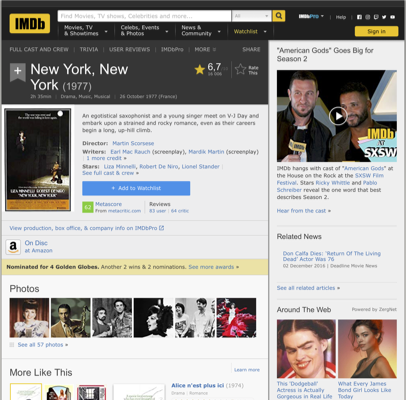 IMDb
Find Movies, TV shows, Celebrities and more...
All
Movies, TV
& Showtimes
Celebs, Events
& Photos
News &
Community
Watchlist
IMDbPro
Help
Sign in
FULL CAST AND CREW | TRIVIA | USER REVIEWS | IMDbPro | MORE
SHARE
New York, New
York (1977)
6,7
Rate
This
2h 35min | Drama, Music, Musical | 26 October 1977 (France)
An egotistical saxophonist and a young singer meet on V-J Day and
embark upon a strained and rocky romance, even as their careers
begin a long, up-hill climb.
Director: Martin Scorsese
Writers: Earl Mac Rauch (screenplay), Mardik Martin (screenplay)
| 1 more credit »
Stars: Liza Minnelli, Robert De Niro, Lionel Stander |
See full cast & crew »
+ Add to Watchlist
Metascore
From metacritic.com
Reviews
93 user | 64 critic
View production, box office, & company info on IMDbPro
On Disc
at Amazon
Nominated for 4 Golden Globes. Another 2 wins & 2 nominations. See more awards »
Photos
See all 57 photos »
More Like This
Learn more
Alice n'est plus ici (1974)
Drama | Romance
"American Gods" Goes Big for
Season 2
IMDb
at
SXSW
IMDb hangs with cast of "American Gods" at
the House on the Rock at the SXSW Film
Festival. Stars Ricky Whittle and Pablo
Schreiber reveal the one word that best
describes Season 2.
Hear from the cast »
Related News
Don Calfa Dies: 'Return Of The Living
Dead' Actor Was 76
02 December 2016 | Deadline Movie News
See all related articles »
Around The Web
Powered by ZergNet
This 'Dodgeball'
Actress is Actually
Gorgeous in Real Life
What Every James
Bond Girl Looks Like
Today